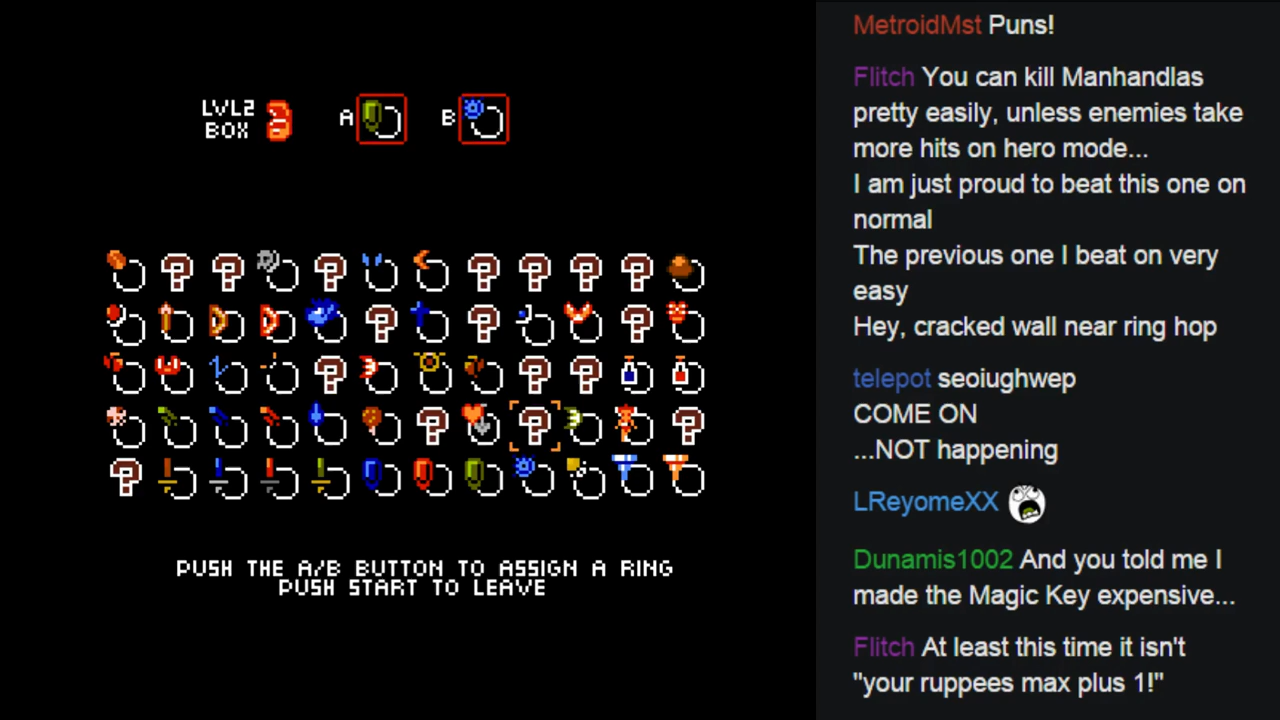 LVL2
BOX
A
B
? ? ? ? ? ? ?
? ? ?
? ? ?
? ? ?
?
PUSH THE A/B BUTTON TO ASSIGN A RING
PUSH START TO LEAVE
MetroidMst Puns!
Flitch You can kill Manhandlas
pretty easily, unless enemies take
more hits on hero mode...
I am just proud to beat this one on
normal
The previous one I beat on very
easy
Hey, cracked wall near ring hop
telepot seoiughwep
COME ON
...NOT happening
LReyomeXX
Dunamis1002 And you told me I
made the Magic Key expensive...
Flitch At least this time it isn't
"your ruppees max plus 1!"